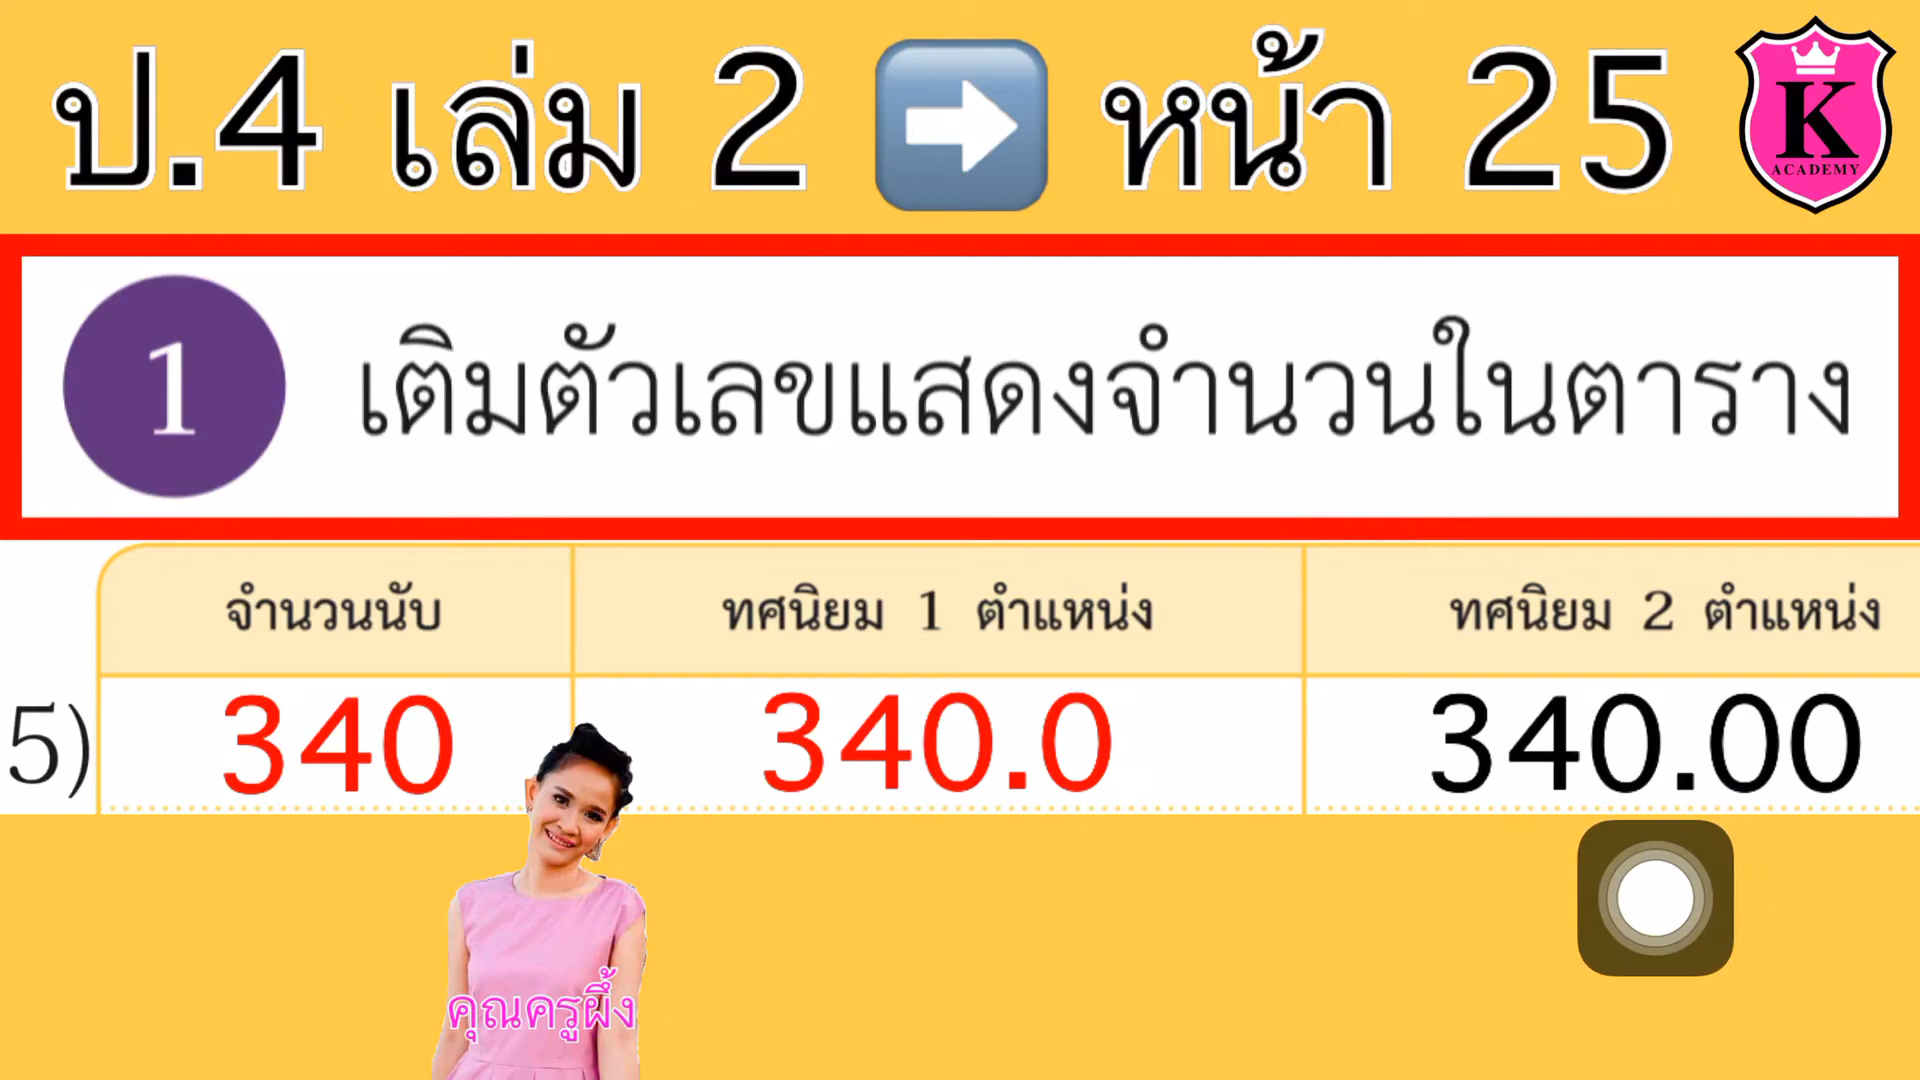 ป.4 เล่ม 2 ➡ หน้า 25
K
ACADEMY
1 เติมตัวเลขแสดงจำนวนในตาราง
จำนวนนับ ทศนิยม 1 ตำแหน่ง ทศนิยม 2 ตำแหน่ง
5) 340 340.0 340.00
คุณครูผึ้ง